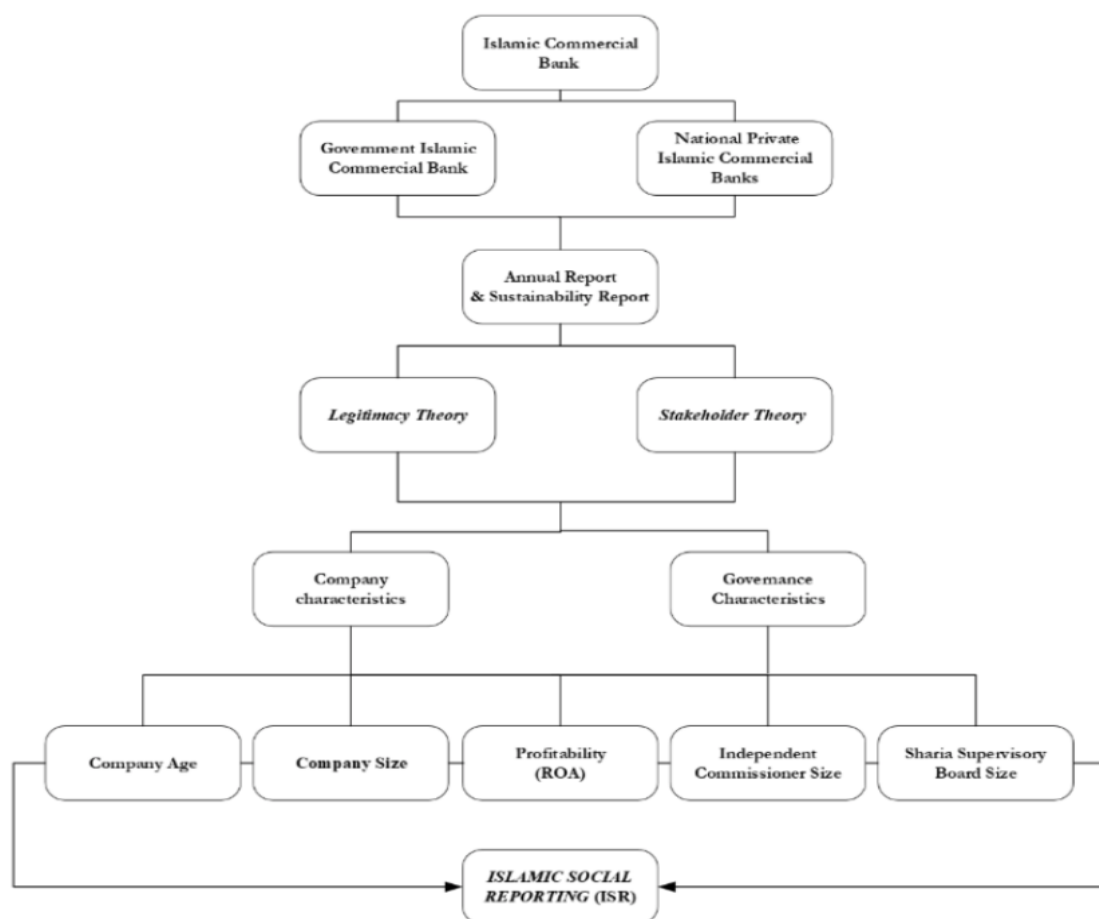 Islamic Commercial
Bank
Government Islamic
Commercial Bank
National Private
Islamic Commercial
Banks
Annual Report
& Sustainability Report
Legitimacy Theory
Stakeholder Theory
Company
characteristics
Governance
Characteristics
Company Age
Company Size
Profitability
(ROA)
Independent
Commissioner Size
Sharia Supervisory
Board Size
ISLAMIC SOCIAL
REPORTING (ISR)